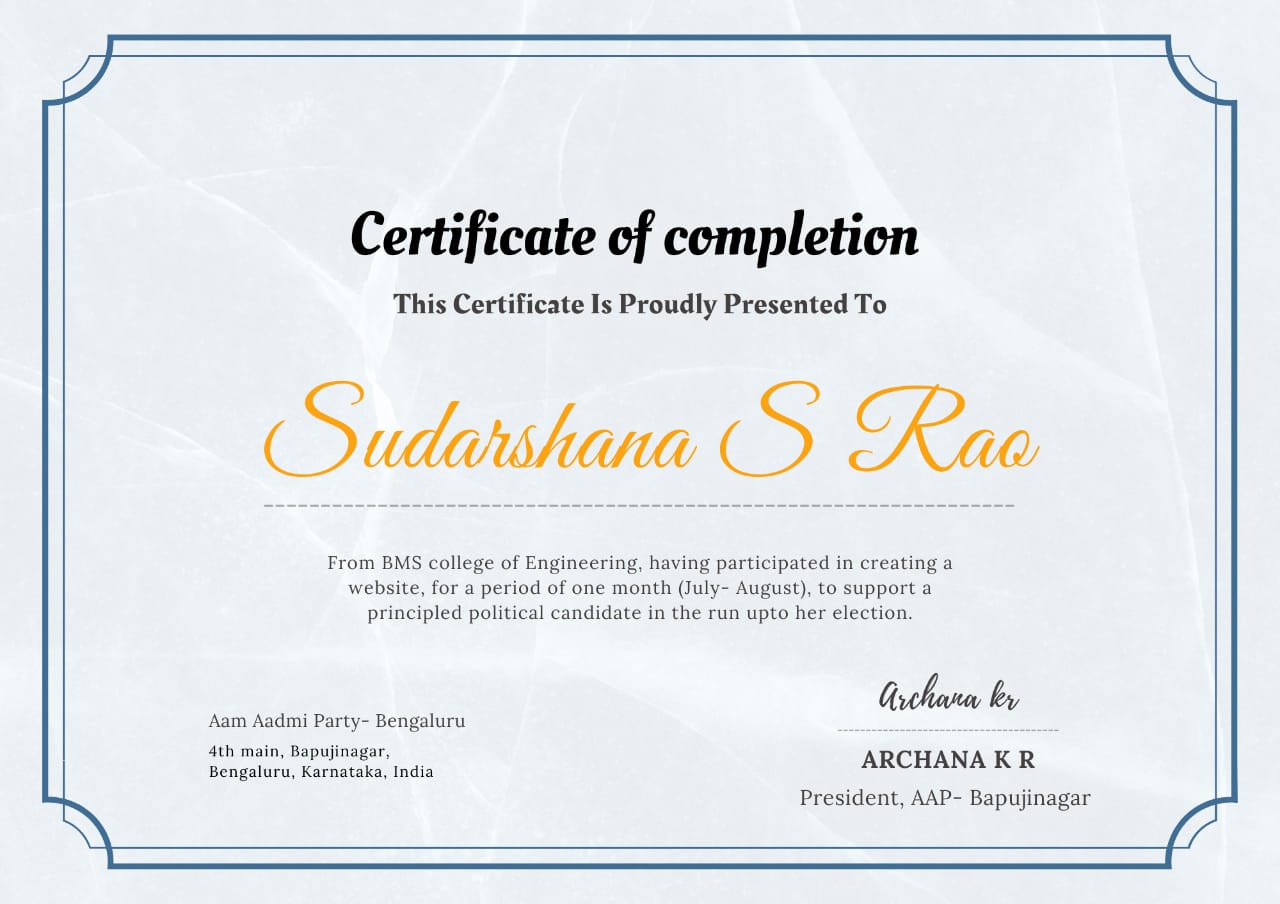 Certificate of completion
This Certificate Is Proudly Presented To
Sudarshana S Rao
From BMS college of Engineering, having participated in creating a
website, for a period of one month (July- August), to support a
principled political candidate in the run upto her election.
Aam Aadmi Party- Bengaluru
4th main, Bapujinagar,
Bengaluru, Karnataka, India
Archana kr
ARCHANA K R
President, AAP- Bapujinagar